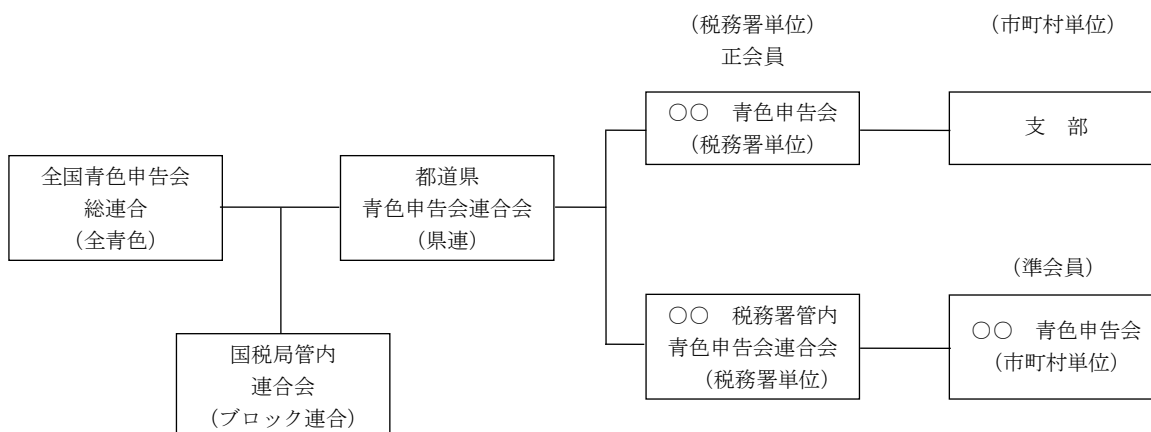 （税務署単位）
正会員
（市町村単位）
○○　青色申告会
（税務署単位）
支　部
全国青色申告会
総連合
（全青色）
都道県
青色申告会連合会
（県連）
（準会員）
○○　税務署管内
青色申告会連合会
（税務署単位）
○○　青色申告会
（市町村単位）
国税局管内
連合会
（ブロック連合）